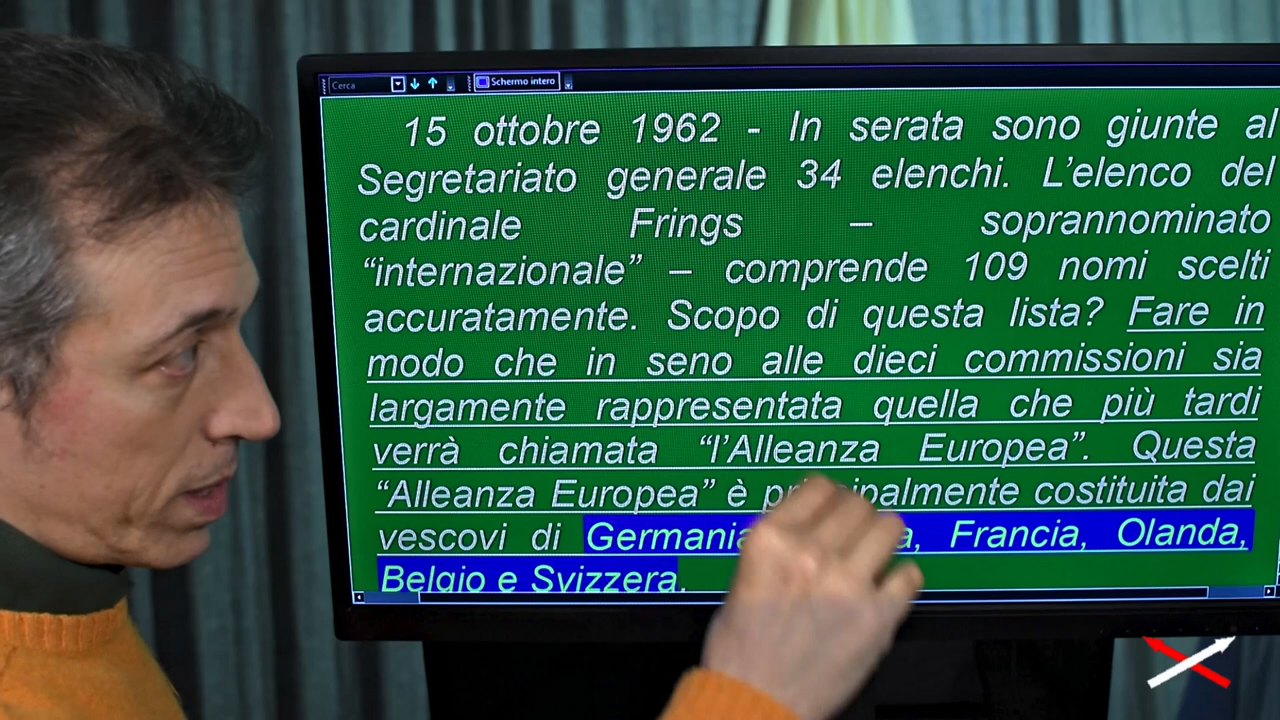 Cerca
Schermo intero
15 ottobre 1962 - In serata sono giunte al
Segretariato generale 34 elenchi. L’elenco del
cardinale Frings – soprannominato
“internazionale” – comprende 109 nomi scelti
accuratamente. Scopo di questa lista? Fare in
modo che in seno alle dieci commissioni sia
largamente rappresentata quella che più tardi
verrà chiamata “l’Alleanza Europea”. Questa
“Alleanza Europea” è principalmente costituita dai
vescovi di Germania Francia, Olanda,
Belgio e Svizzera.